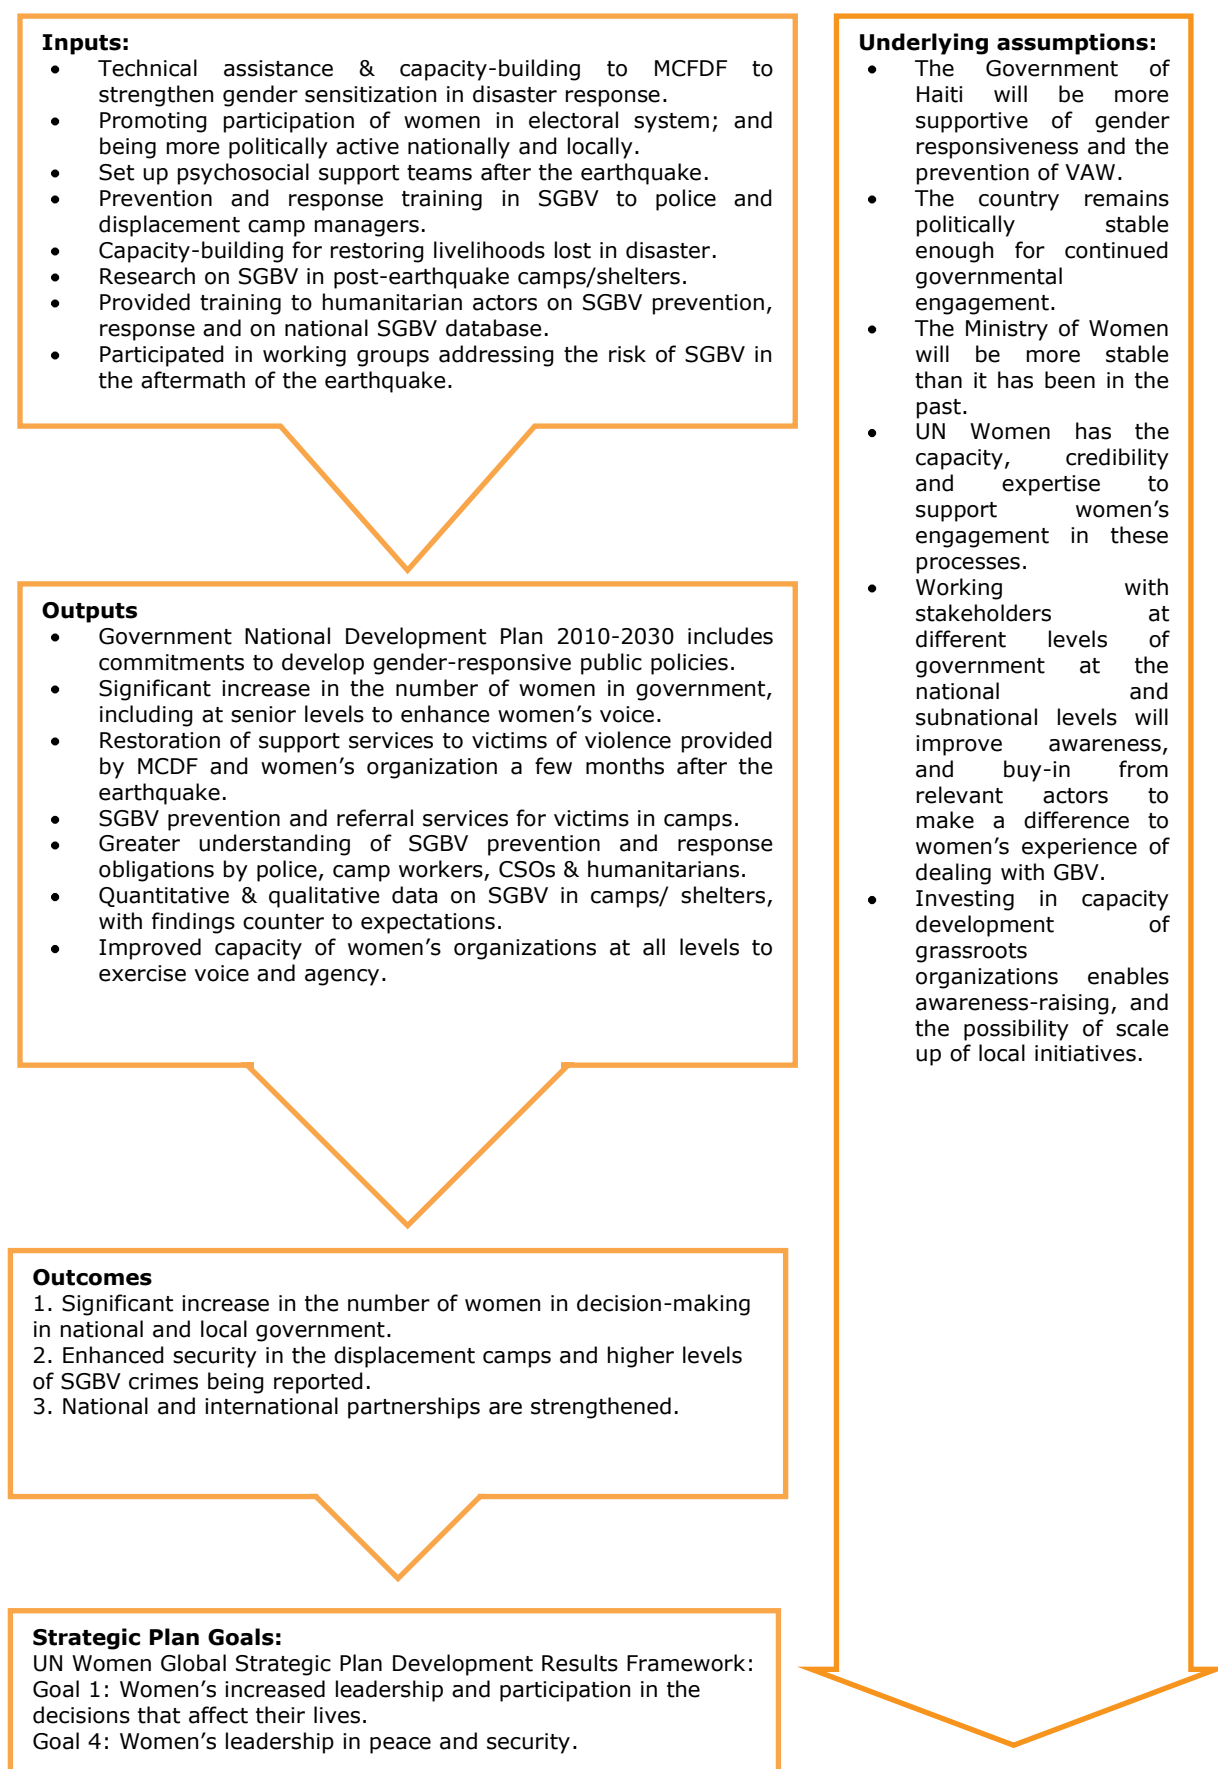 Inputs:
• Technical assistance & capacity-building to MCFDF to
strengthen gender sensitization in disaster response.
• Promoting participation of women in electoral system; and
being more politically active nationally and locally.
• Set up psychosocial support teams after the earthquake.
• Prevention and response training in SGBV to police and
displacement camp managers.
• Capacity-building for restoring livelihoods lost in disaster.
• Research on SGBV in post-earthquake camps/shelters.
• Provided training to humanitarian actors on SGBV prevention,
response and on national SGBV database.
• Participated in working groups addressing the risk of SGBV in
the aftermath of the earthquake.
Outputs
• Government National Development Plan 2010-2030 includes
commitments to develop gender-responsive public policies.
• Significant increase in the number of women in government,
including at senior levels to enhance women’s voice.
• Restoration of support services to victims of violence provided
by MCDF and women’s organization a few months after the
earthquake.
• SGBV prevention and referral services for victims in camps.
• Greater understanding of SGBV prevention and response
obligations by police, camp workers, CSOs & humanitarians.
• Quantitative & qualitative data on SGBV in camps/ shelters,
with findings counter to expectations.
• Improved capacity of women’s organizations at all levels to
exercise voice and agency.
Outcomes
1. Significant increase in the number of women in decision-making
in national and local government.
2. Enhanced security in the displacement camps and higher levels
of SGBV crimes being reported.
3. National and international partnerships are strengthened.
Strategic Plan Goals:
UN Women Global Strategic Plan Development Results Framework:
Goal 1: Women’s increased leadership and participation in the
decisions that affect their lives.
Goal 4: Women’s leadership in peace and security.
Underlying assumptions:
• The Government of
Haiti will be more
supportive of gender
responsiveness and the
prevention of VAW.
• The country remains
politically stable
enough for continued
governmental
engagement.
• The Ministry of Women
will be more stable
than it has been in the
past.
• UN Women has the
capacity, credibility
and expertise to
support women’s
engagement in these
processes.
• Working with
stakeholders at
different levels of
government at the
national and
subnational levels will
improve awareness,
and buy-in from
relevant actors to
make a difference to
women’s experience of
dealing with GBV.
• Investing in capacity
development of
grassroots
organizations enables
awareness-raising, and
the possibility of scale
up of local initiatives.